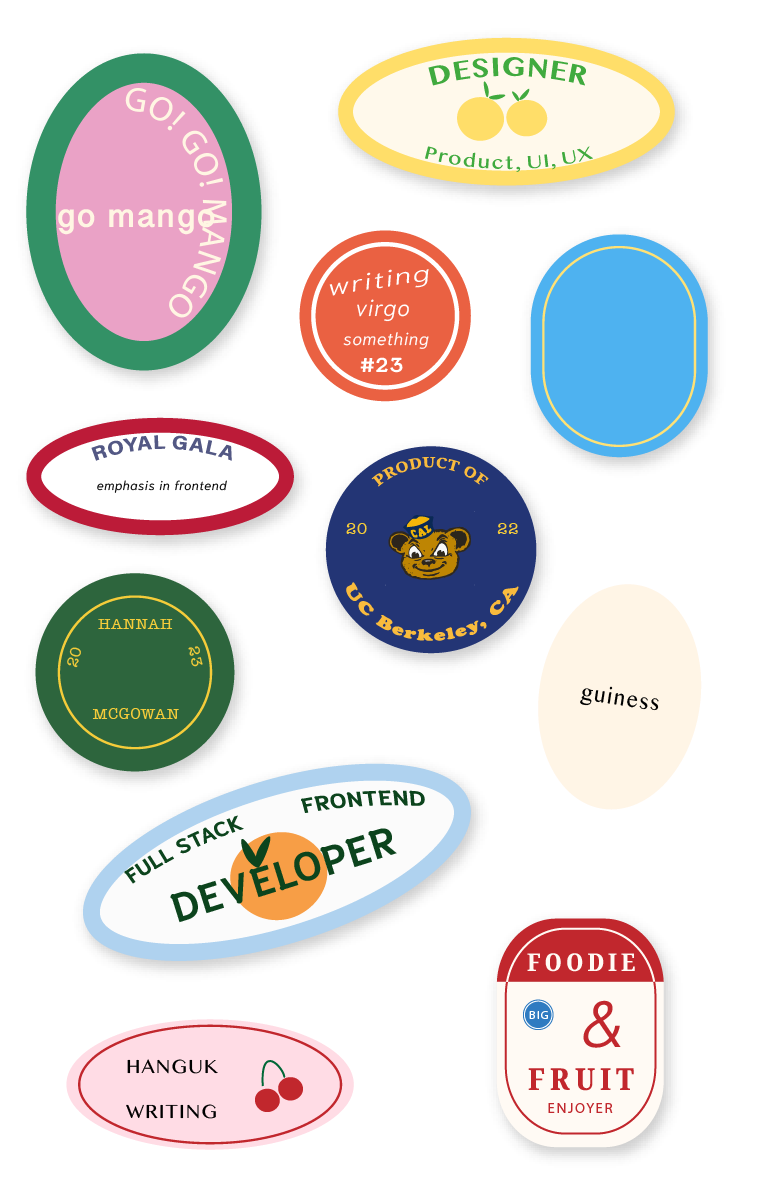 GO! GO! MANGO
go mango
DESIGNER
Product, UI, UX
writing
virgo
something
#23
ROYAL GALA
emphasis in frontend
PRODUCT OF
20 22
CAL
UC Berkeley, CA
HANNAH
20 23
MCGOWAN
guiness
FULL STACK FRONTEND
DEVELOPER
FOODIE
BIG &
FRUIT
ENJOYER
HANGUK
WRITING